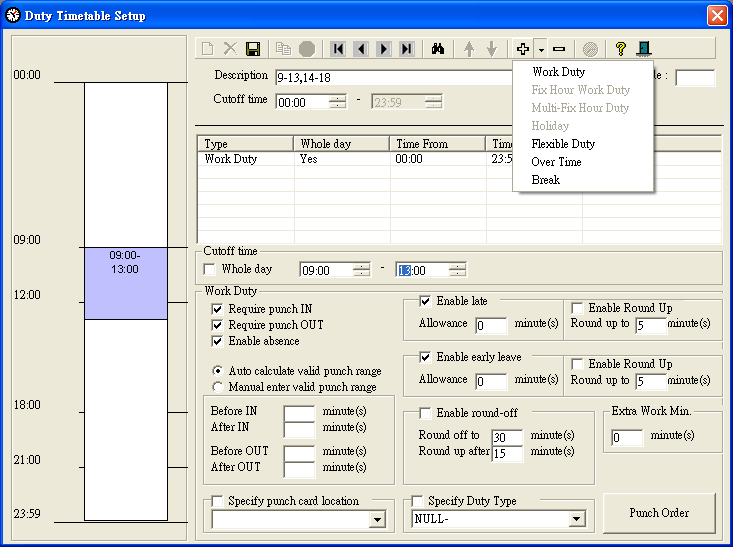 Duty Timetable Setup
Description 9-13,14-18 de :
Cutoff time 00:00 - 23:59
Work Duty
Fix Hour Work Duty
Multi-Fix Hour Duty
Holiday
Flexible Duty
Over Time
Break
Type Whole day Time From Time
Work Duty Yes 00:00 23:5
Cutoff time
Whole day 09:00 - 13:00
Work Duty
Require punch IN
Require punch OUT
Enable absence
Auto calculate valid punch range
Manual enter valid punch range
Before IN minute(s)
After IN minute(s)
Before OUT minute(s)
After OUT minute(s)
Enable late
Allowance 0 minute(s)
Enable Round Up
Round up to 5 minute(s)
Enable early leave
Allowance 0 minute(s)
Enable Round Up
Round up to 5 minute(s)
Enable round-off
Round off to 30 minute(s)
Round up after 15 minute(s)
Extra Work Min.
0 minute(s)
Specify punch card location
Specify Duty Type
NULL-
Punch Order
00:00
09:00
09:00-
13:00
12:00
18:00
21:00
23:59